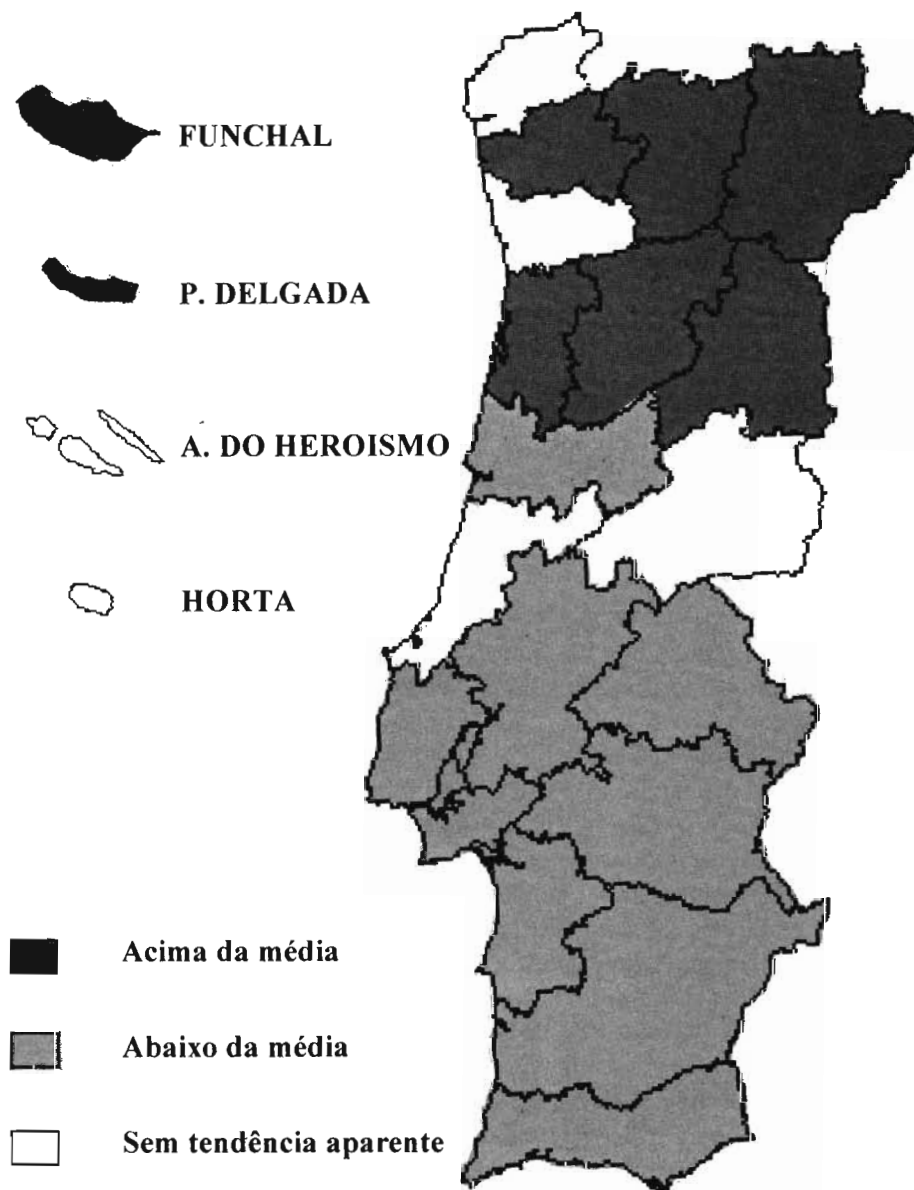 FUNCHAL
P. DELGADA
A. DO HEROISMO
HORTA
Acima da média
Abaixo da média
Sem tendência aparente